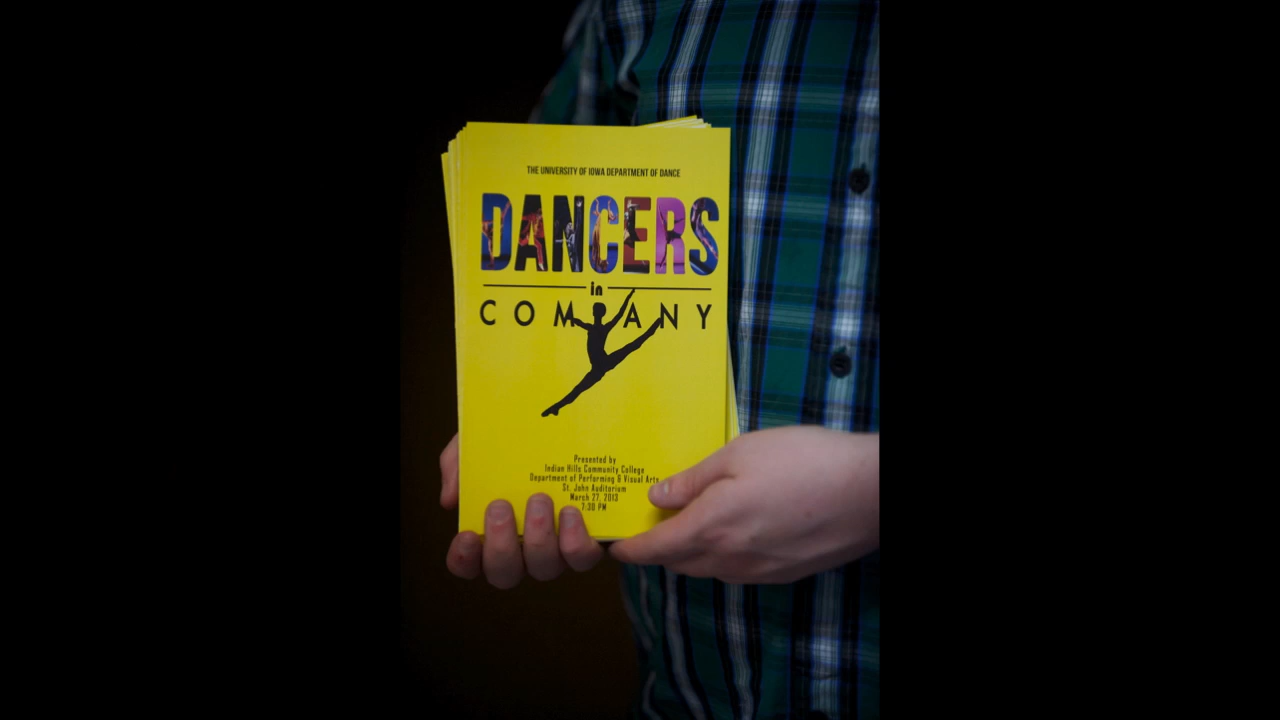 THE UNIVERSITY OF IOWA DEPARTMENT OF DANCE
DANCERS
in
COMPANY
Presented by
Indian Hills Community College
Department of Performing & Visual Arts
St. John Auditorium
March 27, 2013
7:30 PM